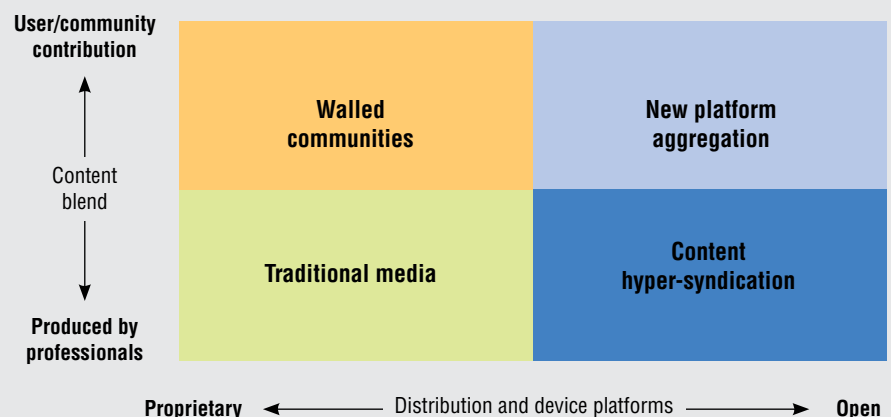 User/community
contribution
Content
blend
Produced by
professionals
Walled
communities
New platform
aggregation
Traditional media
Content
hyper-syndication
Proprietary
Distribution and device platforms
Open